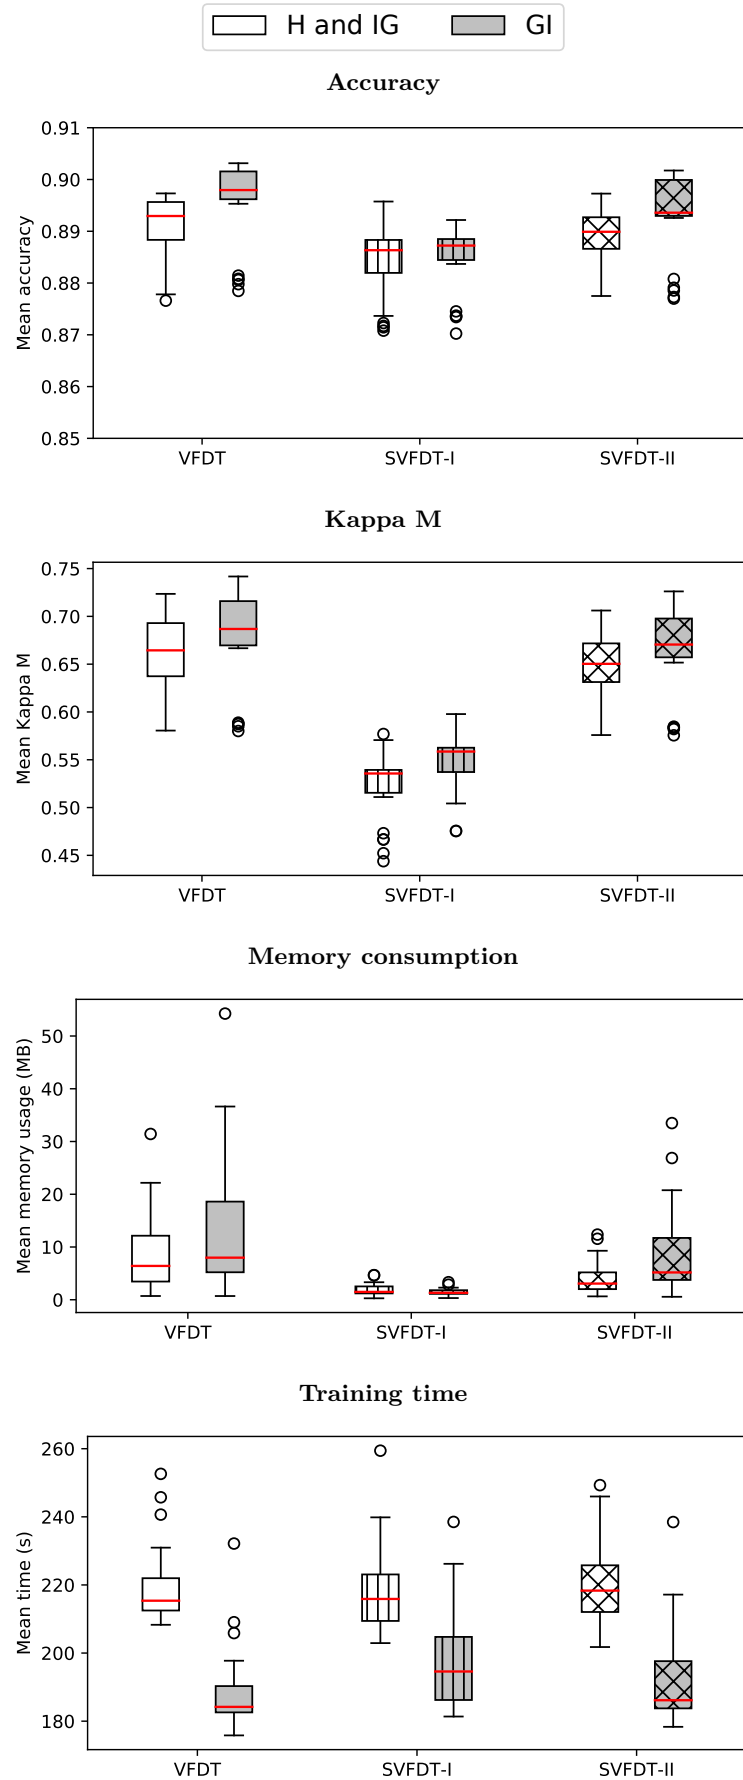 H and IG GI
Accuracy
0.91
0.90
0.89
0.88
0.87
0.86
0.85
Mean accuracy
VFDT SVFDT-I SVFDT-II
Kappa M
0.75
0.70
0.65
0.60
0.55
0.50
0.45
Mean Kappa M
VFDT SVFDT-I SVFDT-II
Memory consumption
50
40
30
20
10
0
Mean memory usage (MB)
VFDT SVFDT-I SVFDT-II
Training time
260
240
220
200
180
Mean time (s)
VFDT SVFDT-I SVFDT-II